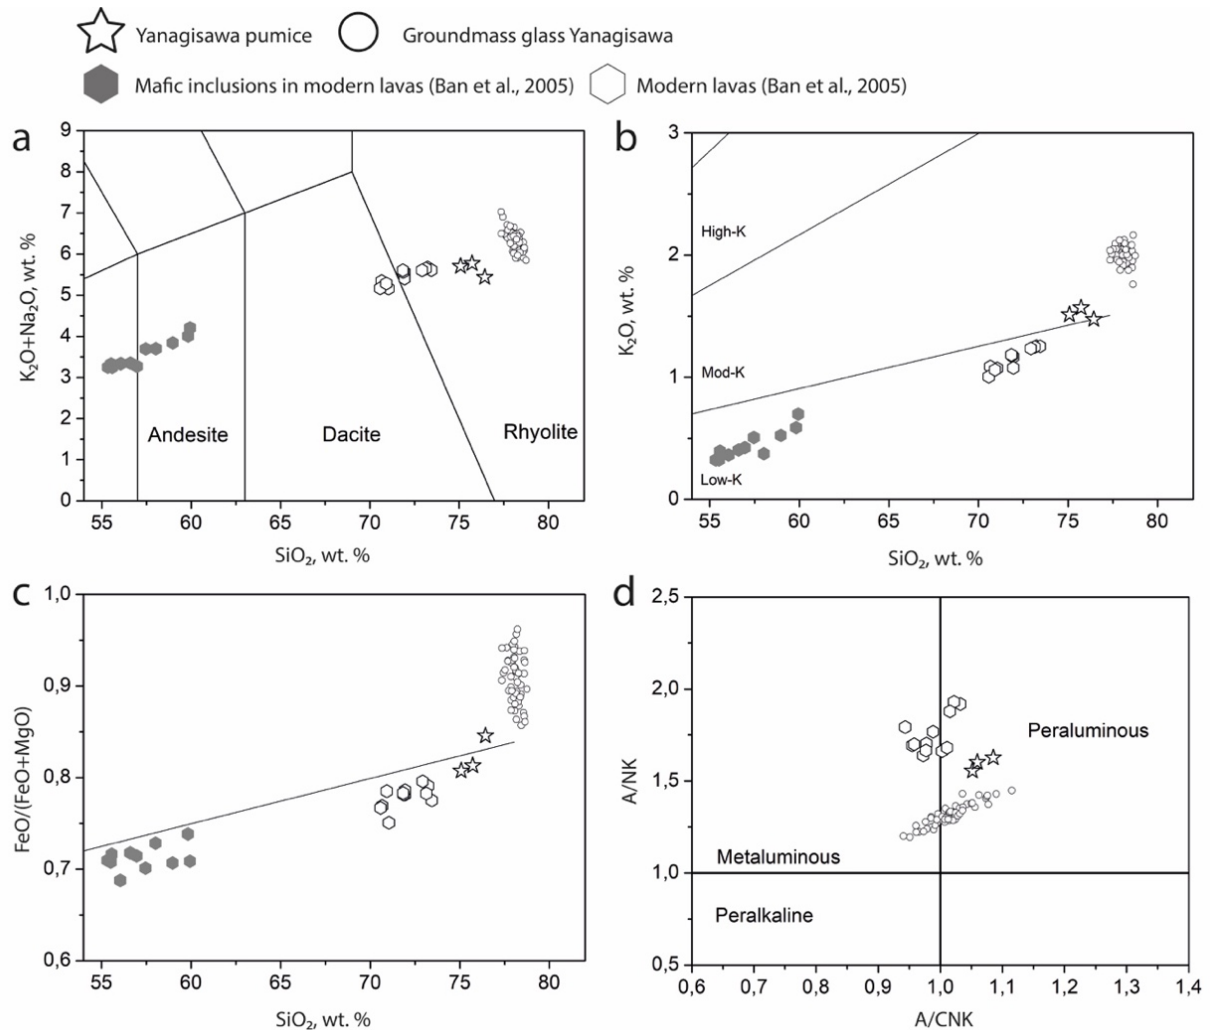 Yanagisawa pumice Groundmass glass Yanagisawa
Mafic inclusions in modern lavas (Ban et al., 2005) Modern lavas (Ban et al., 2005)
a
9
8
7
6
5
4
3
2
1
0
K₂O+Na₂O, wt. %
Andesite Dacite Rhyolite
55 60 65 70 75 80
SiO₂, wt. %
b
3
2
1
0
K₂O, wt. %
High-K
Mod-K
Low-K
55 60 65 70 75 80
SiO₂, wt. %
c
1,0
0,9
0,8
0,7
0,6
FeO/(FeO+MgO)
55 60 65 70 75 80
SiO₂, wt. %
d
2,5
2,0
1,5
1,0
0,5
A/NK
Peraluminous
Metaluminous
Peralkaline
0,6 0,7 0,8 0,9 1,0 1,1 1,2 1,3 1,4
A/CNK